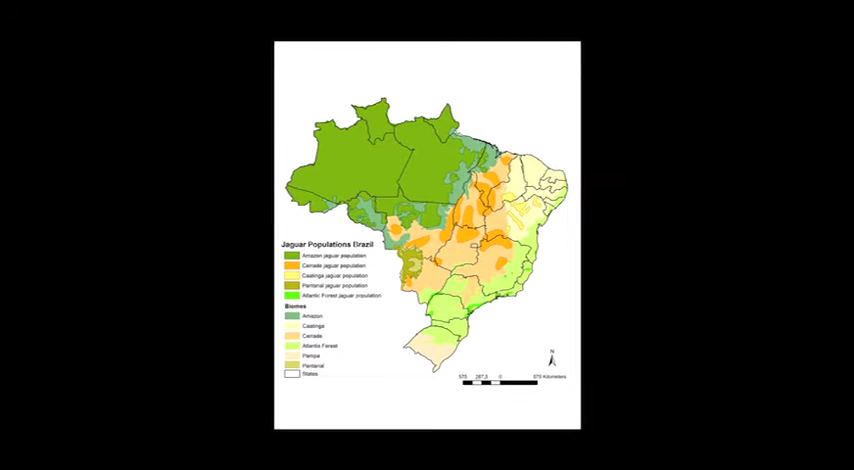 Jaguar Populations Brazil
Amazon jaguar population
Cerrado jaguar population
Caatinga jaguar population
Pantanal jaguar population
Atlantic Forest jaguar population
Biomes
Amazon
Caatinga
Cerrado
Atlantic Forest
Pampa
Pantanal
States
N
575 287,5 0 575 Kilometers